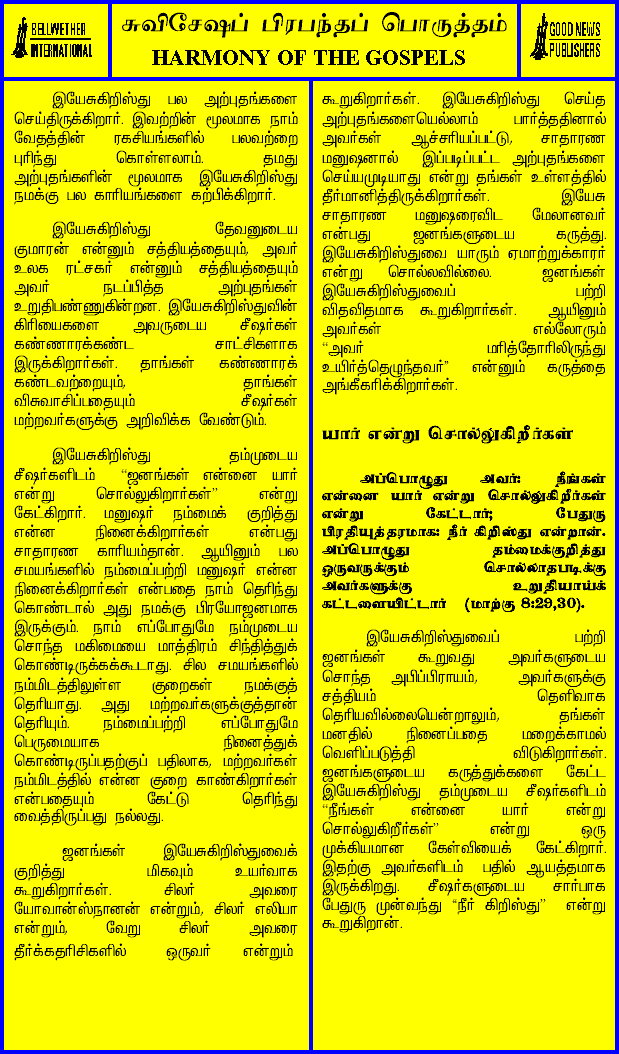 BELLWETHER
INTERNATIONAL
சுவிசேஷப் பிரபந்தப் பொருத்தம்
HARMONY OF THE GOSPELS
GOOD NEWS
PUBLISHERS
இயேசுகிறிஸ்து பல அற்புதங்களை
செய்திருக்கிறார். இவற்றின் மூலமாக நாம்
வேதத்தின் ரகசியங்களில் பலவற்றை
புரிந்து கொள்ளலாம். தமது
அற்புதங்களின் மூலமாக இயேசுகிறிஸ்து
நமக்கு பல காரியங்களை கற்பிக்கிறார்.
இயேசுகிறிஸ்து தேவனுடைய
குமாரன் என்னும் சத்தியத்தையும், அவர்
உலக ரட்சகர் என்னும் சத்தியத்தையும்
அவர் நடப்பித்த அற்புதங்கள்
உறுதிபண்ணுகின்றன. இயேசுகிறிஸ்துவின்
கிரியைகளை அவருடைய சீஷர்கள்
கண்ணாரக்கண்ட சாட்சிகளாக
இருக்கிறார்கள். தாங்கள் கண்ணாரக்
கண்டவற்றையும், தாங்கள்
விசுவாசிப்பதையும் சீஷர்கள்
மற்றவர்களுக்கு அறிவிக்க வேண்டும்.
இயேசுகிறிஸ்து தம்முடைய
சீஷர்களிடம் “ஜனங்கள் என்னை யார்
என்று சொல்லுகிறார்கள்” என்று
கேட்கிறார். மனுஷர் நம்மைக் குறித்து
என்ன நினைக்கிறார்கள் என்பது
சாதாரண காரியம்தான். ஆயினும் பல
சமயங்களில் நம்மைப்பற்றி மனுஷர் என்ன
நினைக்கிறார்கள் என்பதை நாம் தெரிந்து
கொண்டால் அது நமக்கு பிரயோஜனமாக
இருக்கும். நாம் எப்போதுமே நம்முடைய
சொந்த மகிமையை மாத்திரம் சிந்தித்துக்
கொண்டிருக்கக்கூடாது. சில சமயங்களில்
நம்மிடத்திலுள்ள குறைகள் நமக்குத்
தெரியாது. அது மற்றவர்களுக்குத்தான்
தெரியும். நம்மைப்பற்றி எப்போதுமே
பெருமையாக நினைத்துக்
கொண்டிருப்பதற்குப் பதிலாக, மற்றவர்கள்
நம்மிடத்தில் என்ன குறை காண்கிறார்கள்
என்பதையும் கேட்டு தெரிந்து
வைத்திருப்பது நல்லது.
ஜனங்கள் இயேசுகிறிஸ்துவைக்
குறித்து மிகவும் உயர்வாக
கூறுகிறார்கள். சிலர் அவரை
யோவான்ஸ்நானன் என்றும், சிலர் எலியா
என்றும், வேறு சிலர் அவரை
தீர்க்கதரிசிகளில் ஒருவர் என்றும்
கூறுகிறார்கள். இயேசுகிறிஸ்து செய்த
அற்புதங்களையெல்லாம் பார்த்ததினால்
அவர்கள் ஆச்சரியப்பட்டு, சாதாரண
மனுஷனால் இப்படிப்பட்ட அற்புதங்களை
செய்யமுடியாது என்று தங்கள் உள்ளத்தில்
தீர்மானித்திருக்கிறார்கள். இயேசு
சாதாரண மனுஷரைவிட மேலானவர்
என்பது ஜனங்களுடைய கருத்து.
இயேசுகிறிஸ்துவை யாரும் ஏமாற்றுக்காரர்
என்று சொல்லவில்லை. ஜனங்கள்
இயேசுகிறிஸ்துவைப் பற்றி
விதவிதமாக கூறுகிறார்கள். ஆயினும்
அவர்கள் எல்லோரும்
“அவர் மரித்தோரிலிருந்து
உயிர்த்தெழுந்தவர்” என்னும் கருத்தை
அங்கீகரிக்கிறார்கள்.
யார் என்று சொல்லுகிறீர்கள்
அப்பொழுது அவர்: நீங்கள்
என்னை யார் என்று சொல்லுகிறீர்கள்
என்று கேட்டார்; பேதுரு
பிரதியுத்தரமாக: நீர் கிறிஸ்து என்றான்.
அப்பொழுது தம்மைக்குறித்து
ஒருவருக்கும் சொல்லாதபடிக்கு
அவர்களுக்கு உறுதியாய்க்
கட்டளையிட்டார் (மாற்கு 8:29,30).
இயேசுகிறிஸ்துவைப் பற்றி
ஜனங்கள் கூறுவது அவர்களுடைய
சொந்த அபிப்பிராயம், அவர்களுக்கு
சத்தியம் தெளிவாக
தெரியவில்லையென்றாலும், தங்கள்
மனதில் நினைப்பதை மறைக்காமல்
வெளிப்படுத்தி விடுகிறார்கள்.
ஜனங்களுடைய கருத்துக்களை கேட்ட
இயேசுகிறிஸ்து தம்முடைய சீஷர்களிடம்
“நீங்கள் என்னை யார் என்று
சொல்லுகிறீர்கள்” என்று ஒரு
முக்கியமான கேள்வியைக் கேட்கிறார்.
இதற்கு அவர்களிடம் பதில் ஆயத்தமாக
இருக்கிறது. சீஷர்களுடைய சார்பாக
பேதுரு முன்வந்து “நீர் கிறிஸ்து” என்று
கூறுகிறான்.